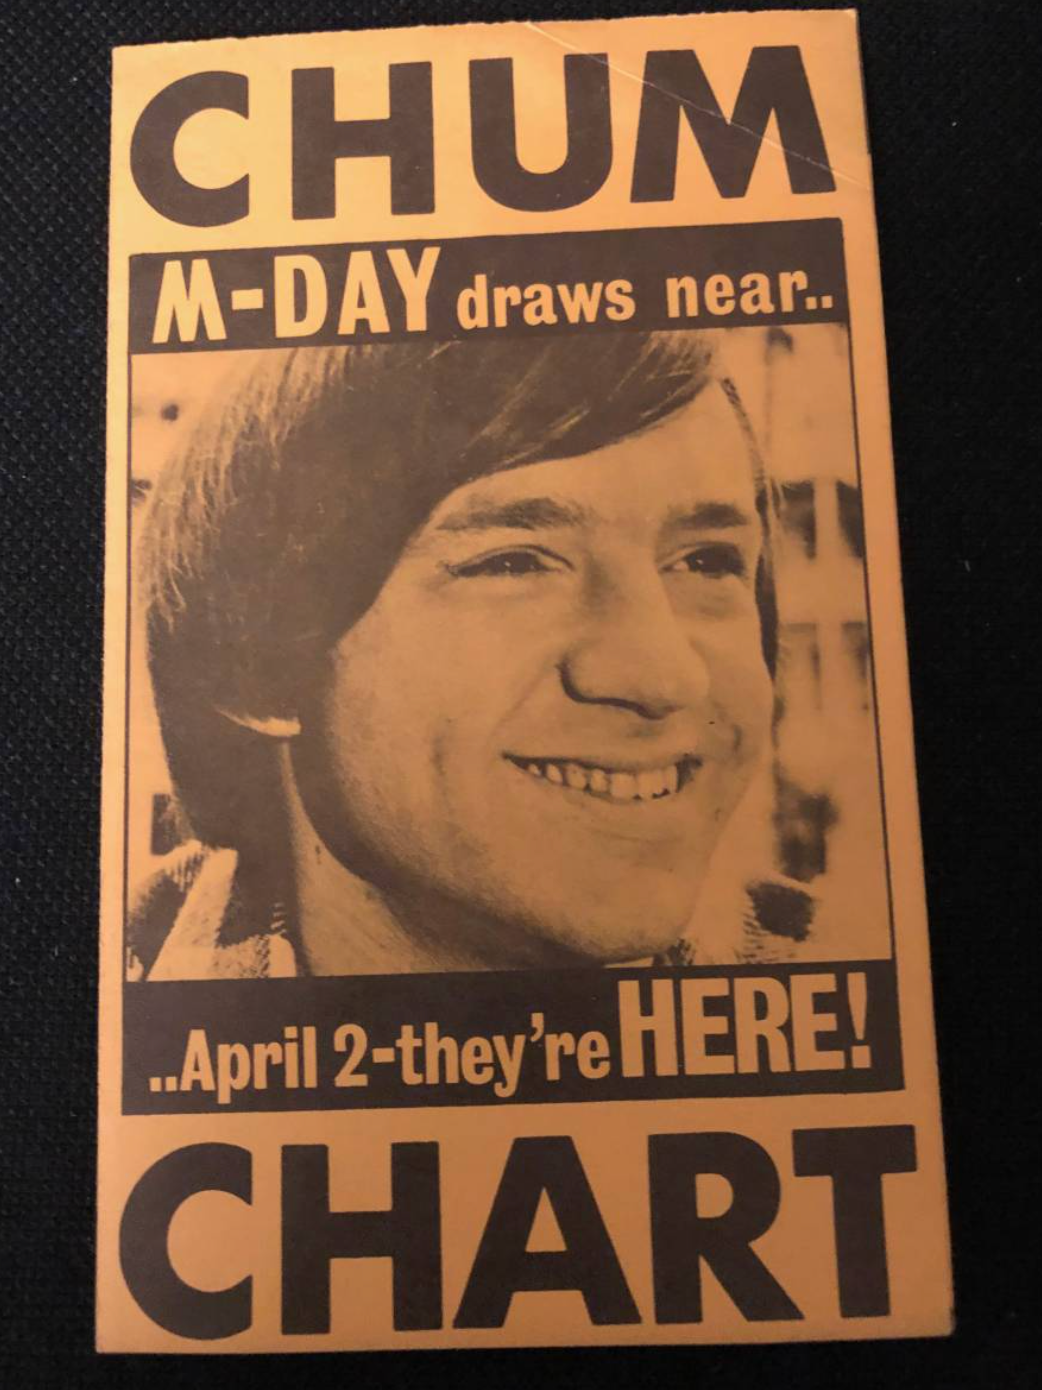 CHUM
M-DAY draws near..
..April 2-they're HERE!
CHART